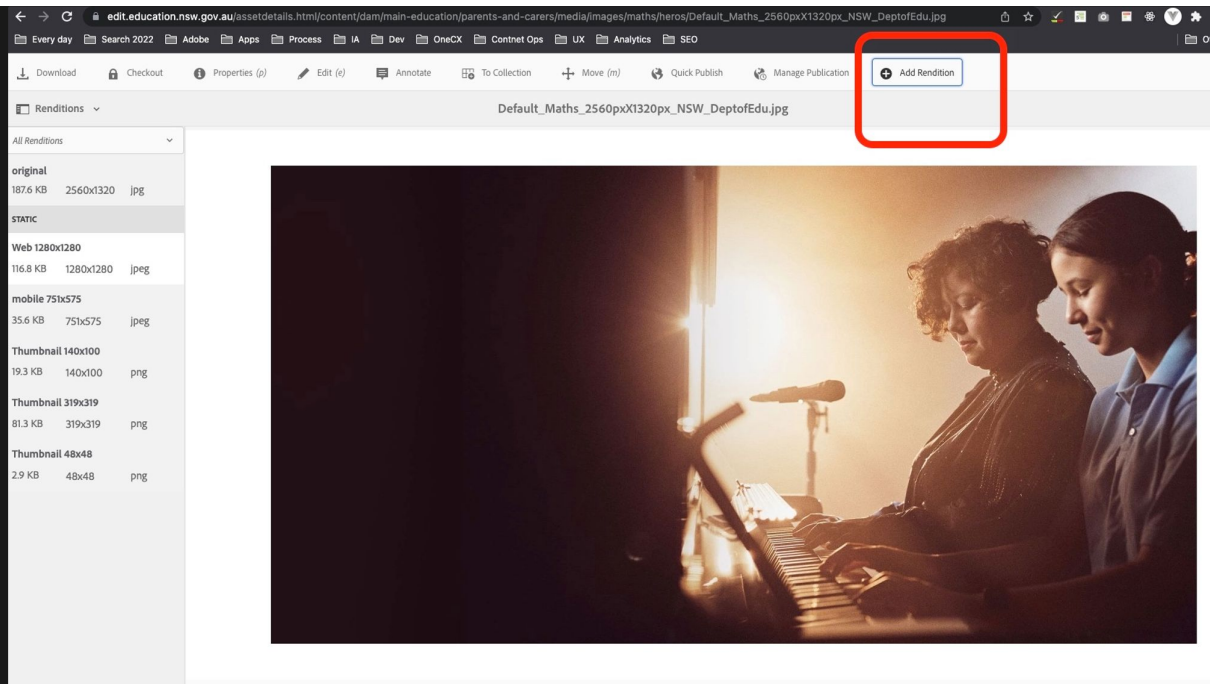 edit.education.nsw.gov.au/assetdetails.html/content/dam/main-education/parents-and-carers/media/images/maths/heros/Default_Maths_2560pxX1320px_NSW_DeptofEdu.jpg
Every day Search 2022 Adobe Apps Process IA Dev OneCX Contnet Ops UX Analytics SEO
Download Checkout Properties (p) Edit (e) Annotate To Collection Move (m) Quick Publish Manage Publication Add Rendition
Renditions Default_Maths_2560pxX1320px_NSW_DeptofEdu.jpg
All Renditions
original
187.6 KB 2560x1320 jpg
STATIC
Web 1280x1280
116.8 KB 1280x1280 jpeg
mobile 751x575
35.6 KB 751x575 jpeg
Thumbnail 140x100
19.3 KB 140x100 png
Thumbnail 319x319
81.3 KB 319x319 png
Thumbnail 48x48
2.9 KB 48x48 png